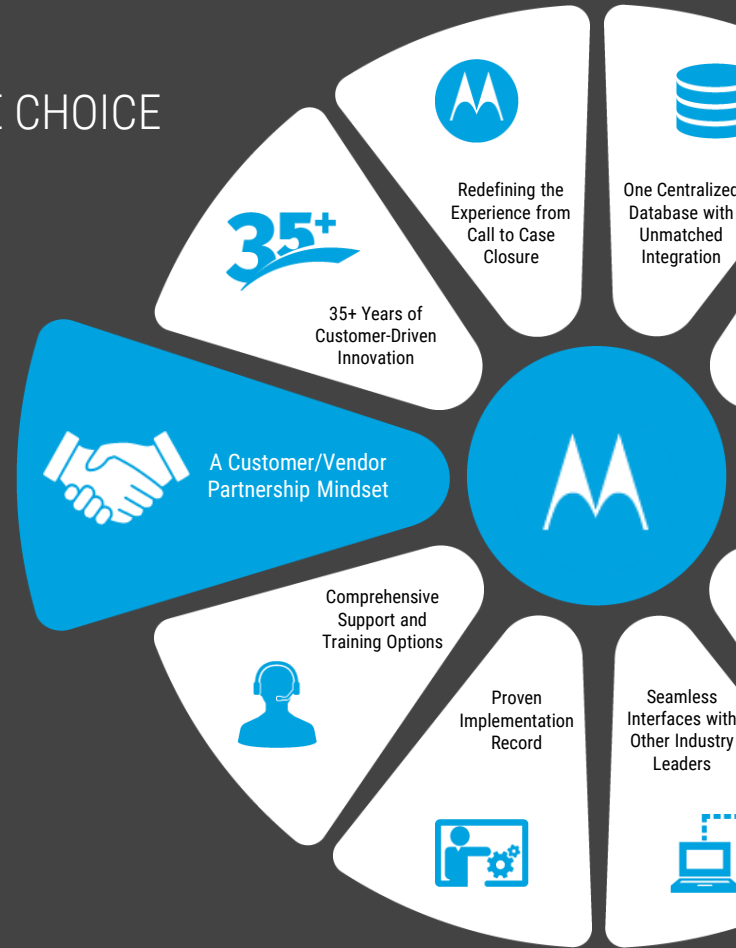 E CHOICE
Redefining the
Experience from
Call to Case
Closure
One Centralized
Database with
Unmatched
Integration
35+
35+ Years of
Customer-Driven
Innovation
A Customer/Vendor
Partnership Mindset
Comprehensive
Support and
Training Options
Proven
Implementation
Record
Seamless
Interfaces with
Other Industry
Leaders